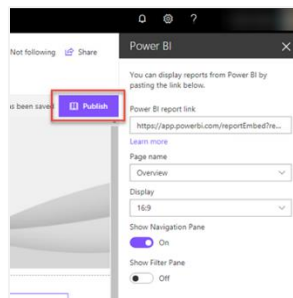 ?
Not following Share
us been saved Publish
Power BI
You can display reports from Power BI by
pasting the link below.
Power BI report link
https://app.powerbi.com/reportEmbed?re...
Learn more
Page name
Overview
Display
16:9
Show Navigation Pane
On
Show Filter Pane
Off